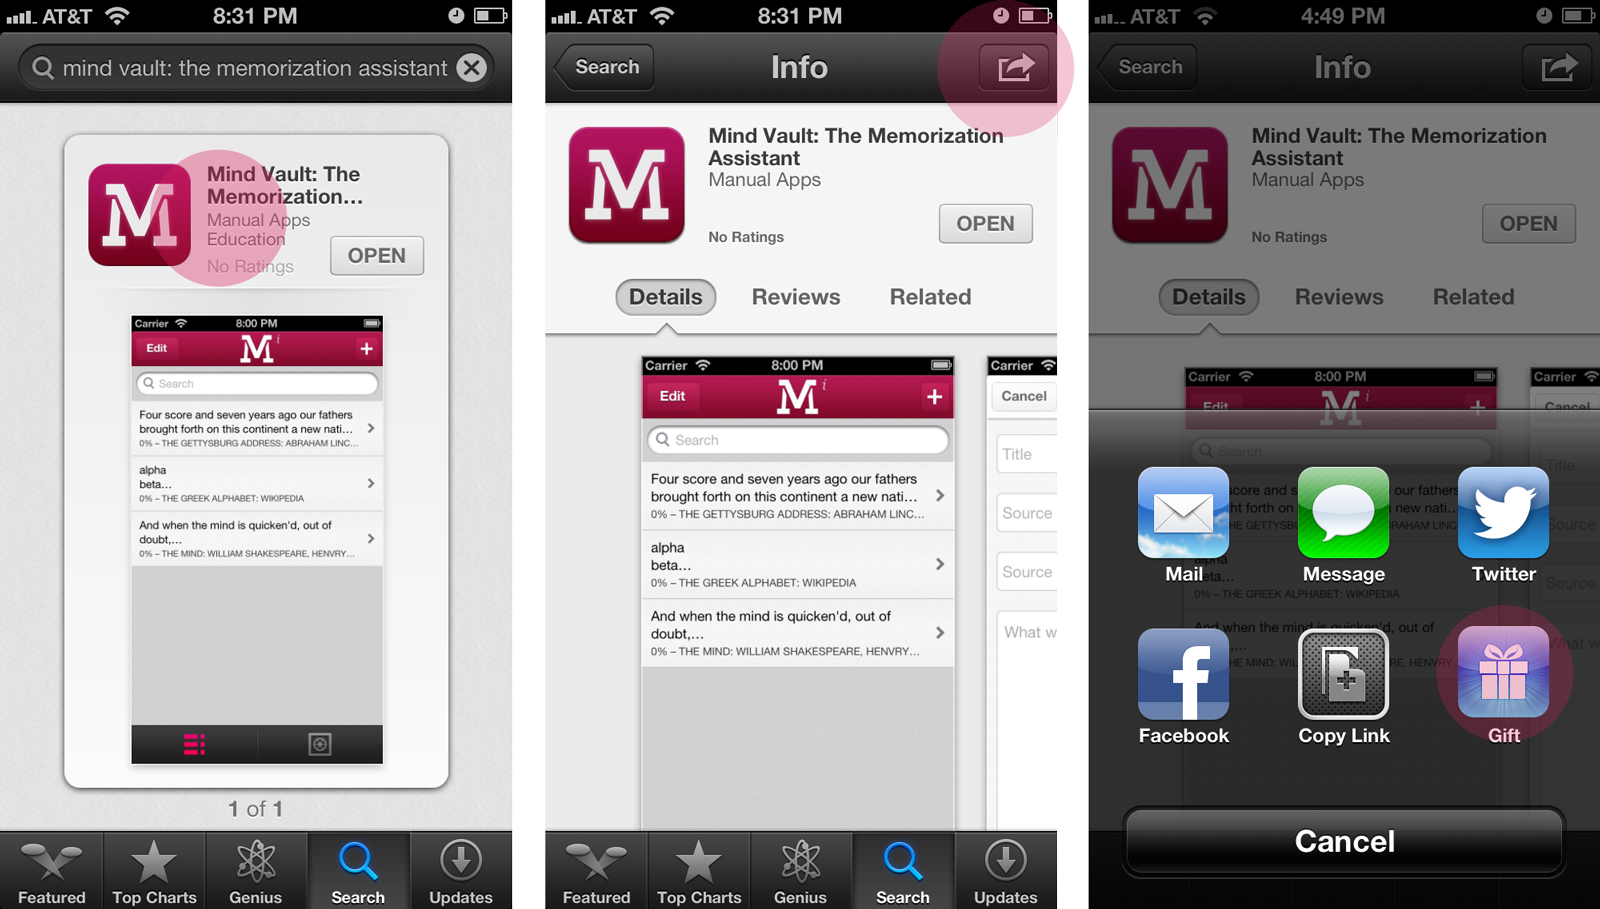 AT&T 8:31 PM
mind vault: the memorization assistant
M
Mind Vault: The
Memorization...
Manual Apps
Education
No Ratings
OPEN
Carrier 8:00 PM
Edit M i +
Search
Four score and seven years ago our fathers
brought forth on this continent a new nati...
0% – THE GETTYSBURG ADDRESS: ABRAHAM LINC...
alpha
beta...
0% – THE GREEK ALPHABET: WIKIPEDIA
And when the mind is quicken'd, out of
doubt,...
0% – THE MIND: WILLIAM SHAKESPEARE, HENVRY...
1 of 1
Featured Top Charts Genius Search Updates
AT&T 8:31 PM
Search Info
M
Mind Vault: The Memorization
Assistant
Manual Apps
No Ratings
OPEN
Details Reviews Related
Carrier 8:00 PM
Edit M i +
Search
Four score and seven years ago our fathers
brought forth on this continent a new nati...
0% – THE GETTYSBURG ADDRESS: ABRAHAM LINC...
alpha
beta...
0% – THE GREEK ALPHABET: WIKIPEDIA
And when the mind is quicken'd, out of
doubt,...
0% – THE MIND: WILLIAM SHAKESPEARE, HENVRY...
Carrier
Cancel
Title
Source
Source
What w
Featured Top Charts Genius Search Updates
AT&T 4:49 PM
Search Info
M
Mind Vault: The Memorization
Assistant
Manual Apps
No Ratings
OPEN
Details Reviews Related
Carrier 8:00 PM
Edit M i +
Search
Carrier
Cancel
Mail Message Twitter
Facebook Copy Link Gift
Cancel